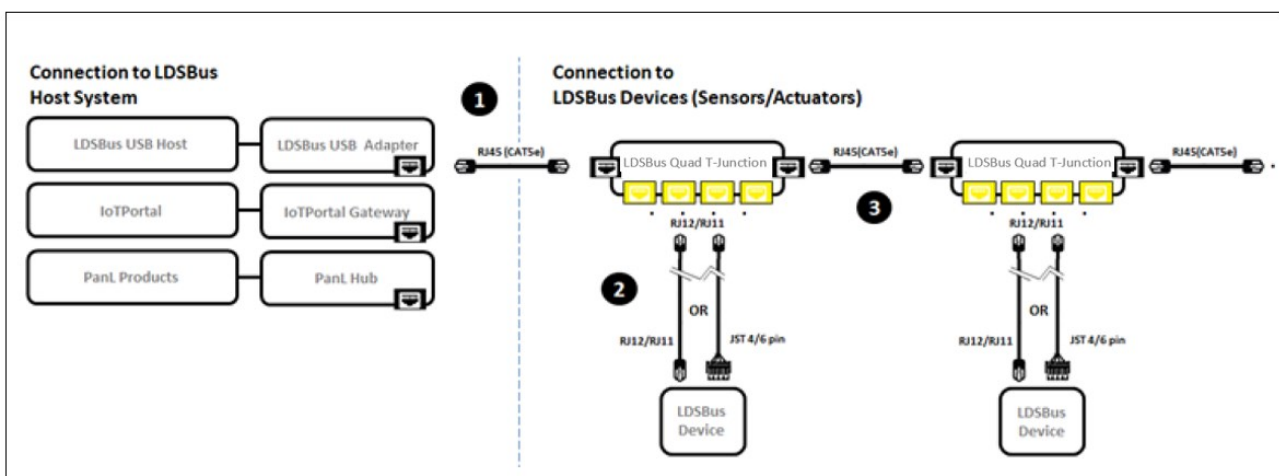 Connection to LDSBus
Host System
LDSBus USB Host
LDSBus USB Adapter
IoTPortal
IoTPortal Gateway
PanL Products
PanL Hub
1
RJ45 (CAT5e)
Connection to
LDSBus Devices (Sensors/Actuators)
LDSBus Quad T-Junction
RJ45(CAT5e)
LDSBus Quad T-Junction
RJ45(CAT5e)
3
RJ12/RJ11
2
OR
RJ12/RJ11
JST 4/6 pin
LDSBus
Device
RJ12/RJ11
OR
RJ12/RJ11
JST 4/6 pin
LDSBus
Device